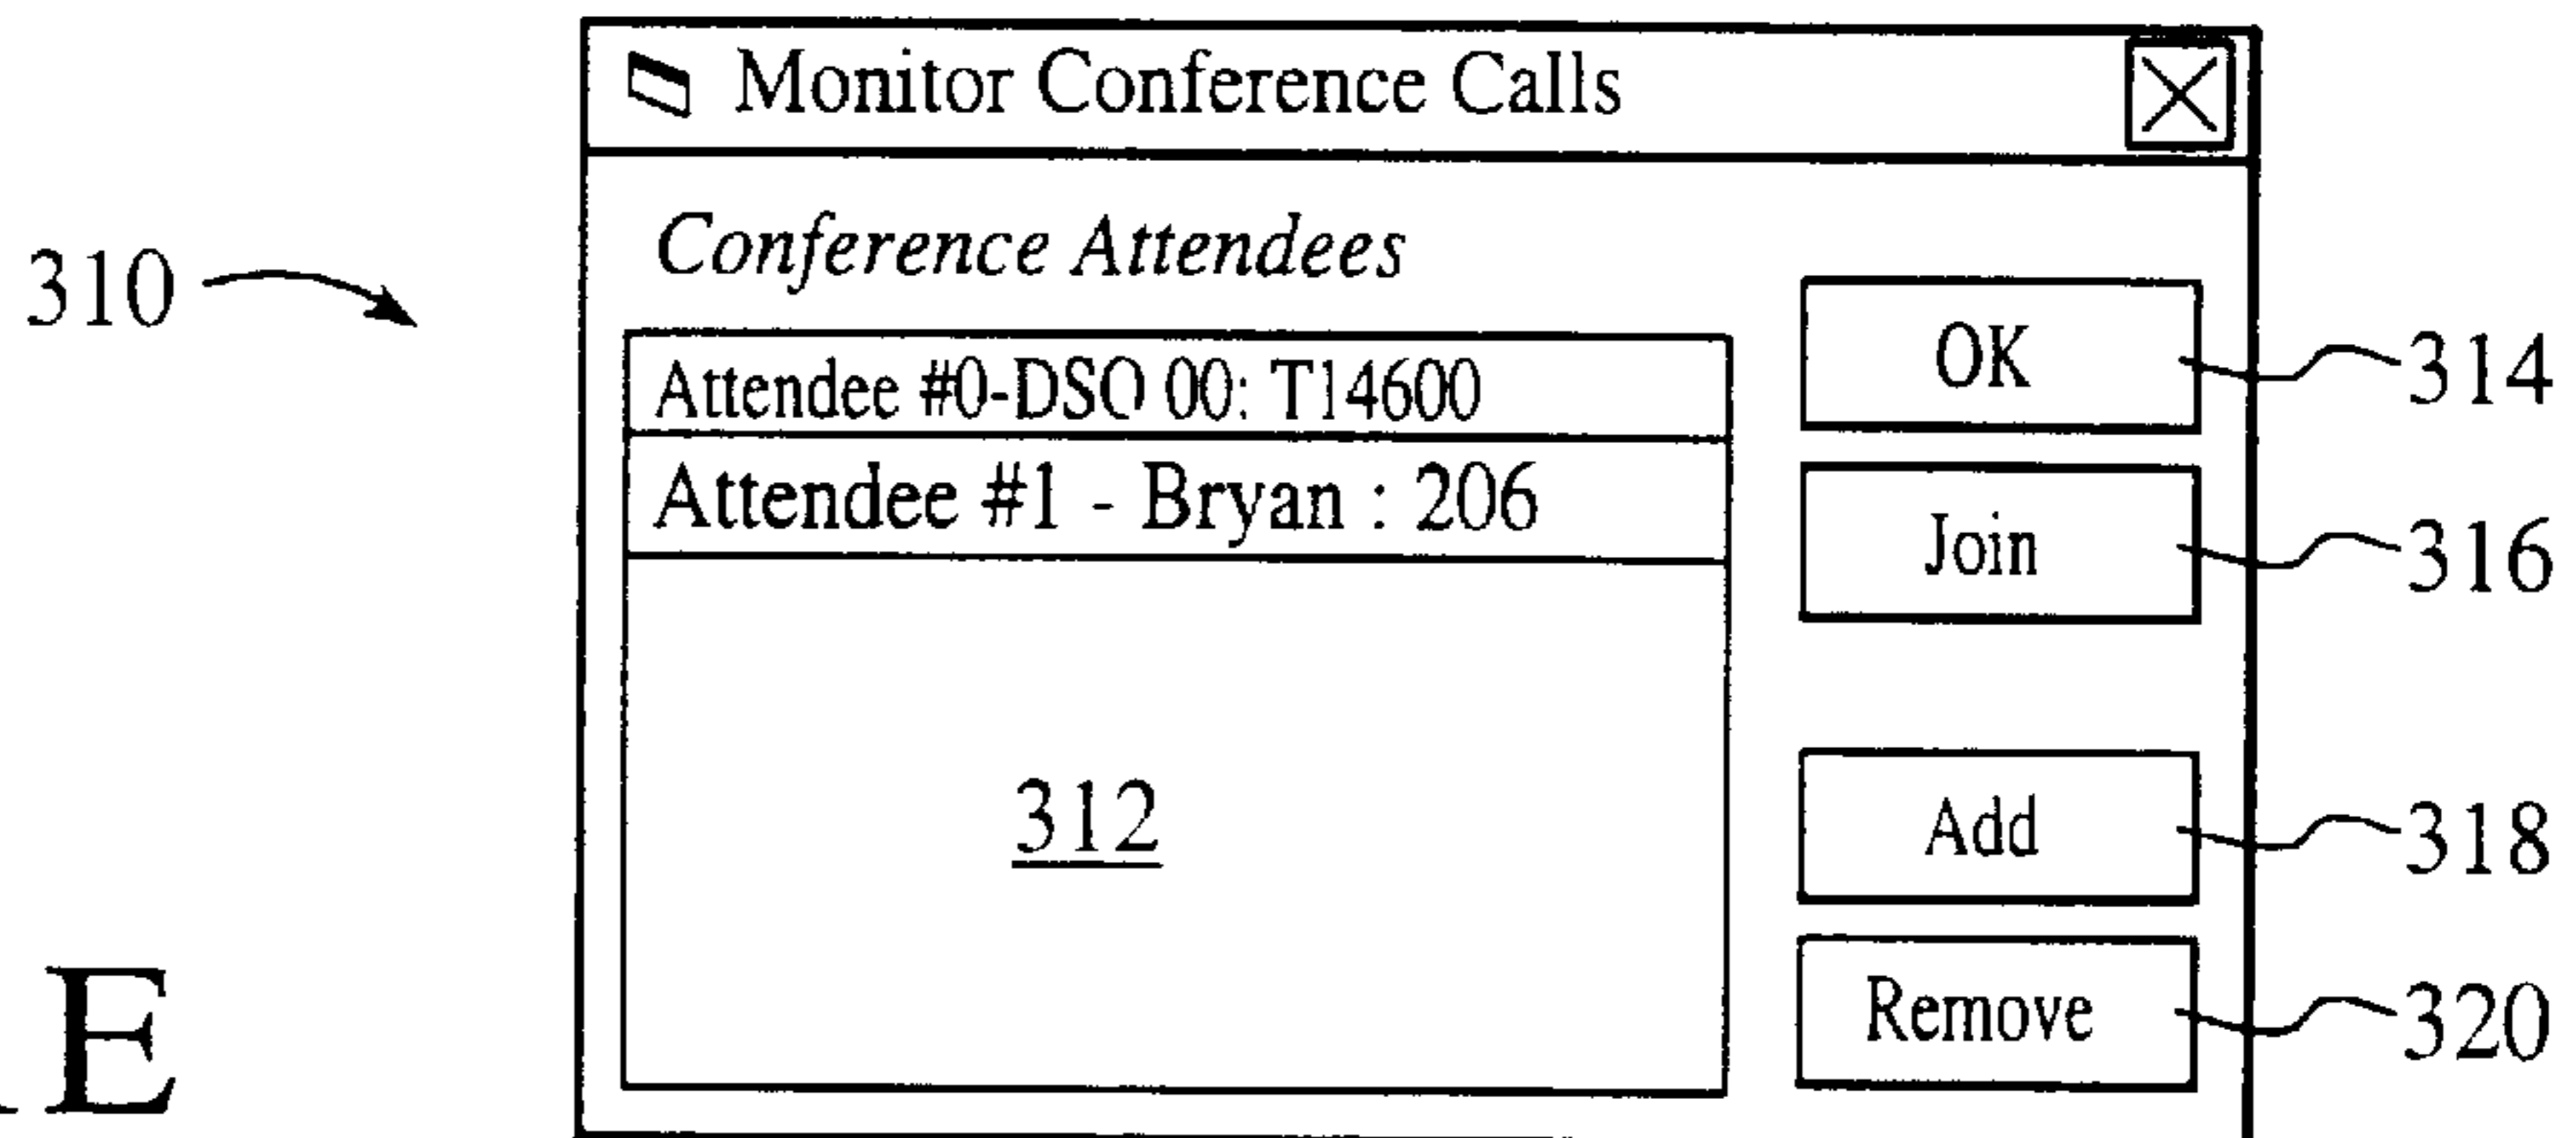 Monitor Conference Calls
310
Conference Attendees
Attendee #0-DSO 00: T14600
Attendee #1 - Bryan : 206
312
OK
314
Join
316
Add
318
Remove
320
E